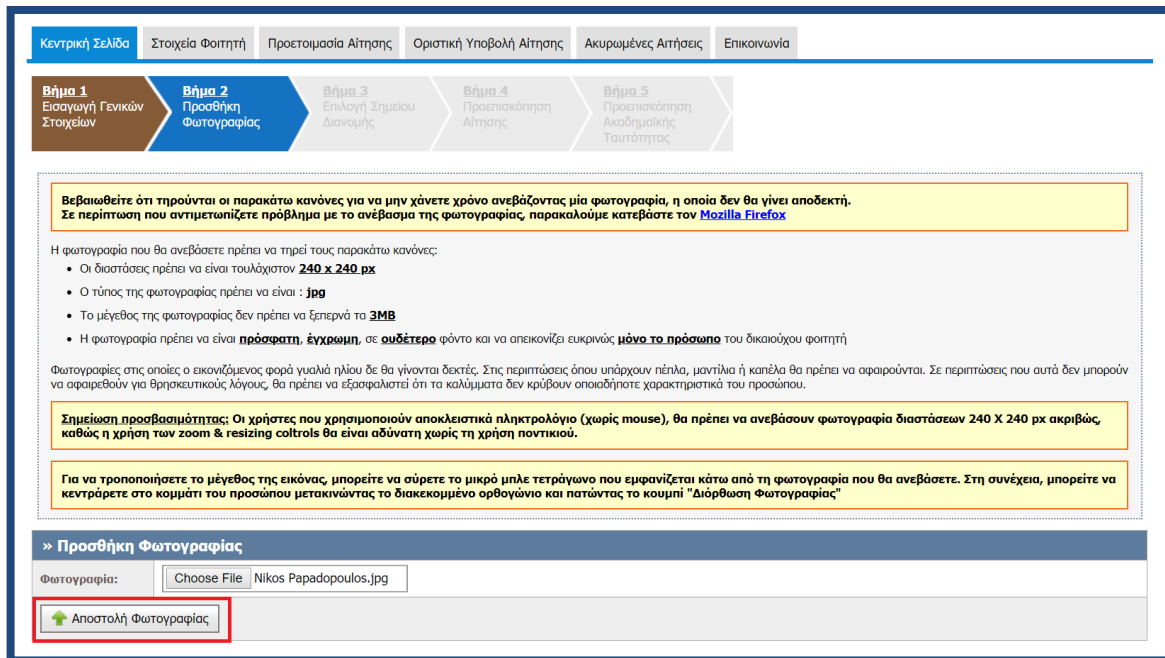 Κεντρική Σελίδα Στοιχεία Φοιτητή Προετοιμασία Αίτησης Οριστική Υποβολή Αίτησης Ακυρωμένες Αιτήσεις Επικοινωνία
Βήμα 1
Εισαγωγή Γενικών
Στοιχείων
Βήμα 2
Προσθήκη
Φωτογραφίας
Βήμα 3
Επιλογή Σημείου
Διανομής
Βήμα 4
Προεπισκόπηση
Αίτησης
Βήμα 5
Προεπισκόπηση
Ακαδημαϊκής
Ταυτότητας
Βεβαιωθείτε ότι τηρούνται οι παρακάτω κανόνες για να μην χάνετε χρόνο ανεβάζοντας μία φωτογραφία, η οποία δεν θα γίνει αποδεκτή.
Σε περίπτωση που αντιμετωπίζετε πρόβλημα με το ανέβασμα της φωτογραφίας, παρακαλούμε κατεβάστε τον Mozilla Firefox
Η φωτογραφία που θα ανεβάσετε πρέπει να τηρεί τους παρακάτω κανόνες:
• Οι διαστάσεις πρέπει να είναι τουλάχιστον 240 x 240 px
• Ο τύπος της φωτογραφίας πρέπει να είναι : jpg
• Το μέγεθος της φωτογραφίας δεν πρέπει να ξεπερνά τα 3MB
• Η φωτογραφία πρέπει να είναι πρόσφατη, έγχρωμη, σε ουδέτερο φόντο και να απεικονίζει ευκρινώς μόνο το πρόσωπο του δικαιούχου φοιτητή
Φωτογραφίες στις οποίες ο εικονιζόμενος φορά γυαλιά ηλίου δε θα γίνονται δεκτές. Στις περιπτώσεις όπου υπάρχουν πέπλα, μαντίλια ή καπέλα θα πρέπει να αφαιρούνται. Σε περιπτώσεις που αυτά δεν μπορούν
να αφαιρεθούν για θρησκευτικούς λόγους, θα πρέπει να εξασφαλιστεί ότι τα καλύμματα δεν κρύβουν οποιαδήποτε χαρακτηριστικά του προσώπου.
Σημείωση προσβασιμότητας: Οι χρήστες που χρησιμοποιούν αποκλειστικά πληκτρολόγιο (χωρίς mouse), θα πρέπει να ανεβάσουν φωτογραφία διαστάσεων 240 X 240 px ακριβώς,
καθώς η χρήση των zoom & resizing coltrols θα είναι αδύνατη χωρίς τη χρήση ποντικιού.
Για να τροποποιήσετε το μέγεθος της εικόνας, μπορείτε να σύρετε το μικρό μπλε τετράγωνο που εμφανίζεται κάτω από τη φωτογραφία που θα ανεβάσετε. Στη συνέχεια, μπορείτε να
κεντράρετε στο κομμάτι του προσώπου μετακινώντας το διακεκομμένο ορθογώνιο και πατώντας το κουμπί "Διόρθωση Φωτογραφίας"
» Προσθήκη Φωτογραφίας
Φωτογραφία: Choose File Nikos Papadopoulos.jpg
Αποστολή Φωτογραφίας